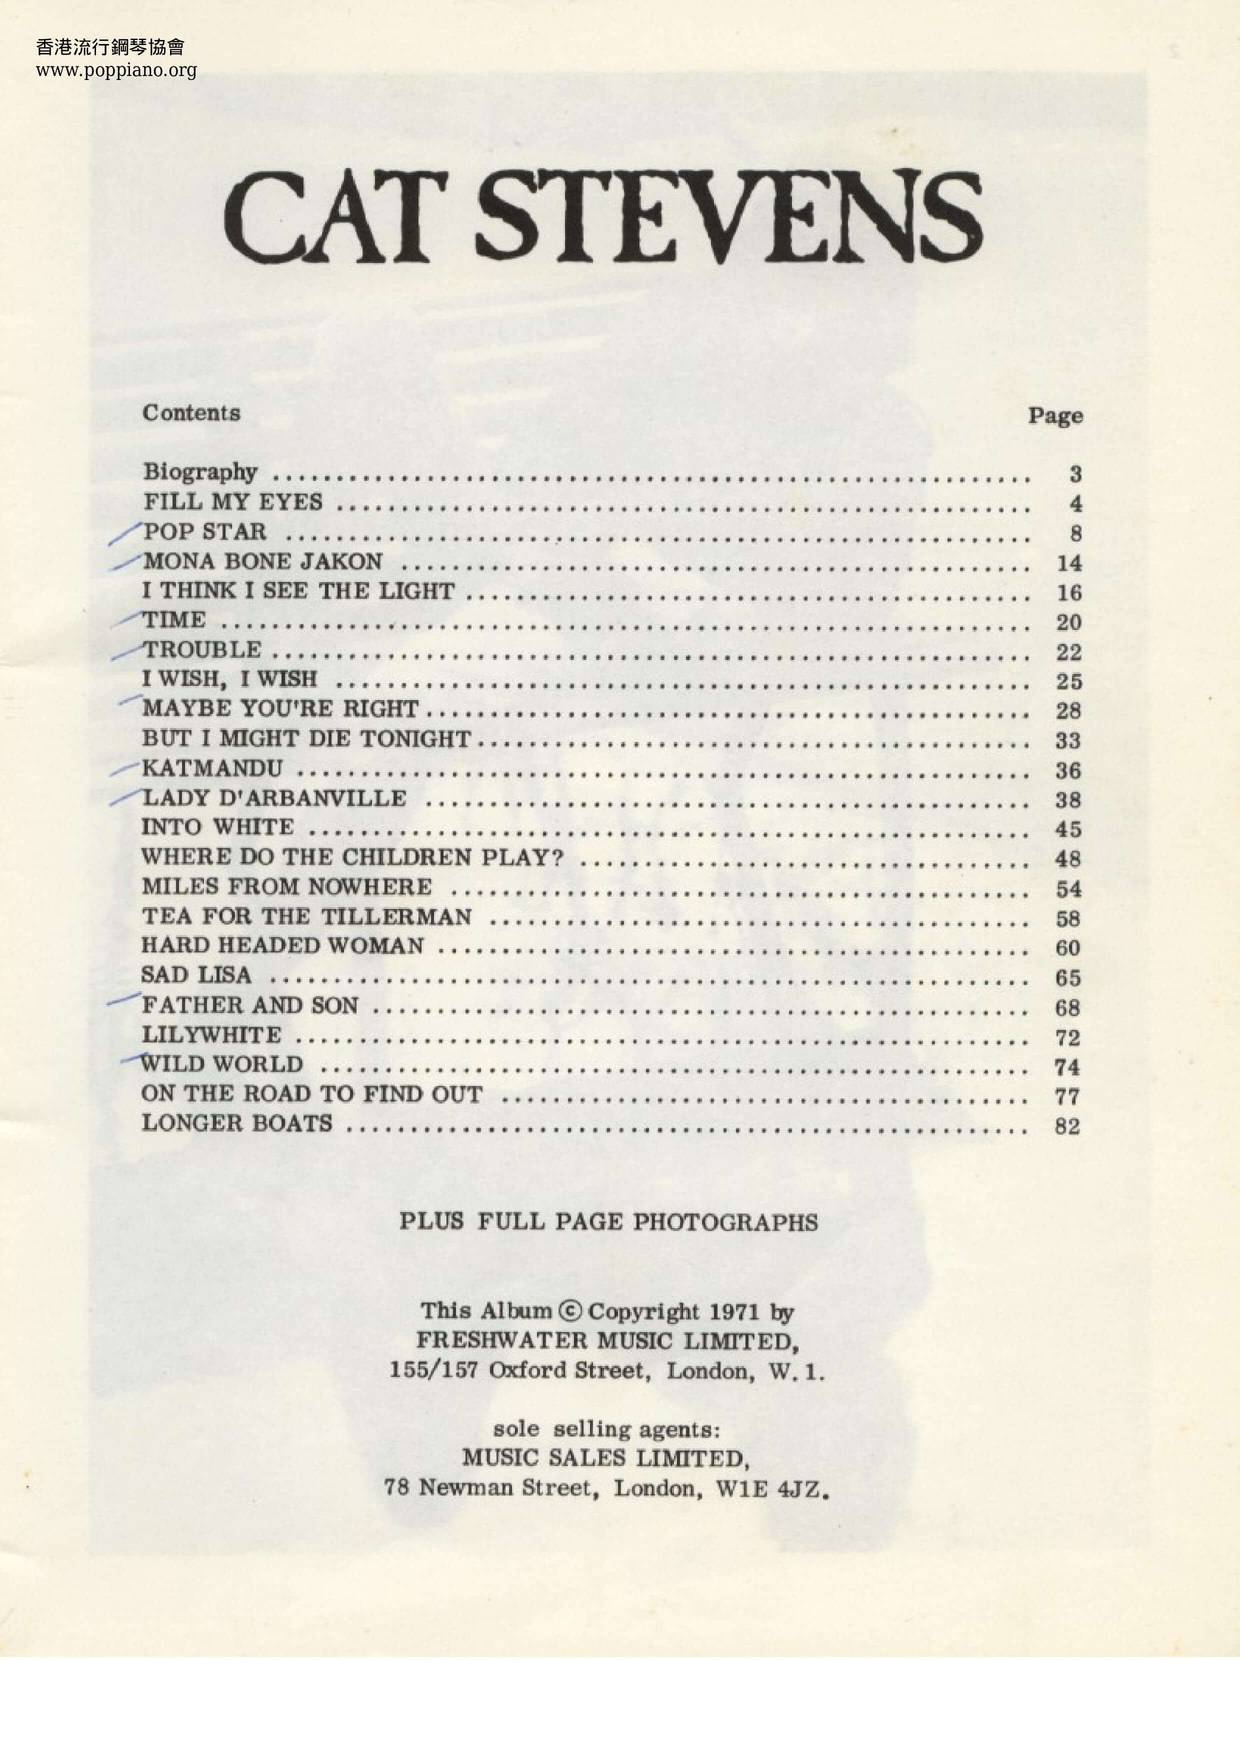 香港流行鋼琴協會
www.poppiano.org
CAT STEVENS
Contents Page
Biography ........................................................... 3
FILL MY EYES ...................................................... 4
POP STAR .......................................................... 8
MONA BONE JAKON ................................................. 14
I THINK I SEE THE LIGHT ............................................ 16
TIME ............................................................... 20
TROUBLE ........................................................... 22
I WISH, I WISH ...................................................... 25
MAYBE YOU'RE RIGHT ............................................... 28
BUT I MIGHT DIE TONIGHT ........................................... 33
KATMANDU ......................................................... 36
LADY D'ARBANVILLE ............................................... 38
INTO WHITE ........................................................ 45
WHERE DO THE CHILDREN PLAY? ................................... 48
MILES FROM NOWHERE ............................................. 54
TEA FOR THE TILLERMAN .......................................... 58
HARD HEADED WOMAN .............................................. 60
SAD LISA ........................................................... 65
FATHER AND SON ................................................... 68
LILYWHITE ......................................................... 72
WILD WORLD ....................................................... 74
ON THE ROAD TO FIND OUT ......................................... 77
LONGER BOATS ..................................................... 82
PLUS FULL PAGE PHOTOGRAPHS
This Album © Copyright 1971 by
FRESHWATER MUSIC LIMITED,
155/157 Oxford Street, London, W.1.
sole selling agents:
MUSIC SALES LIMITED,
78 Newman Street, London, W1E 4JZ.